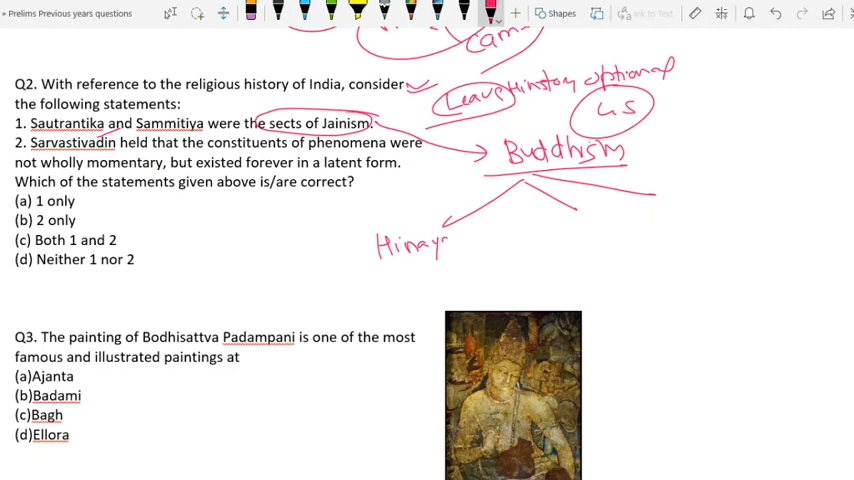 » Prelims Previous years questions
Shapes
Ink to Text
Share
Q2. With reference to the religious history of India, consider
the following statements:
1. Sautrantika and Sammitiya were the sects of Jainism.
2. Sarvastivadin held that the constituents of phenomena were
not wholly momentary, but existed forever in a latent form.
Which of the statements given above is/are correct?
(a) 1 only
(b) 2 only
(c) Both 1 and 2
(d) Neither 1 nor 2
Leave History optional
Buddhism
Hinay
Q3. The painting of Bodhisattva Padampani is one of the most
famous and illustrated paintings at
(a)Ajanta
(b)Badami
(c)Bagh
(d)Ellora